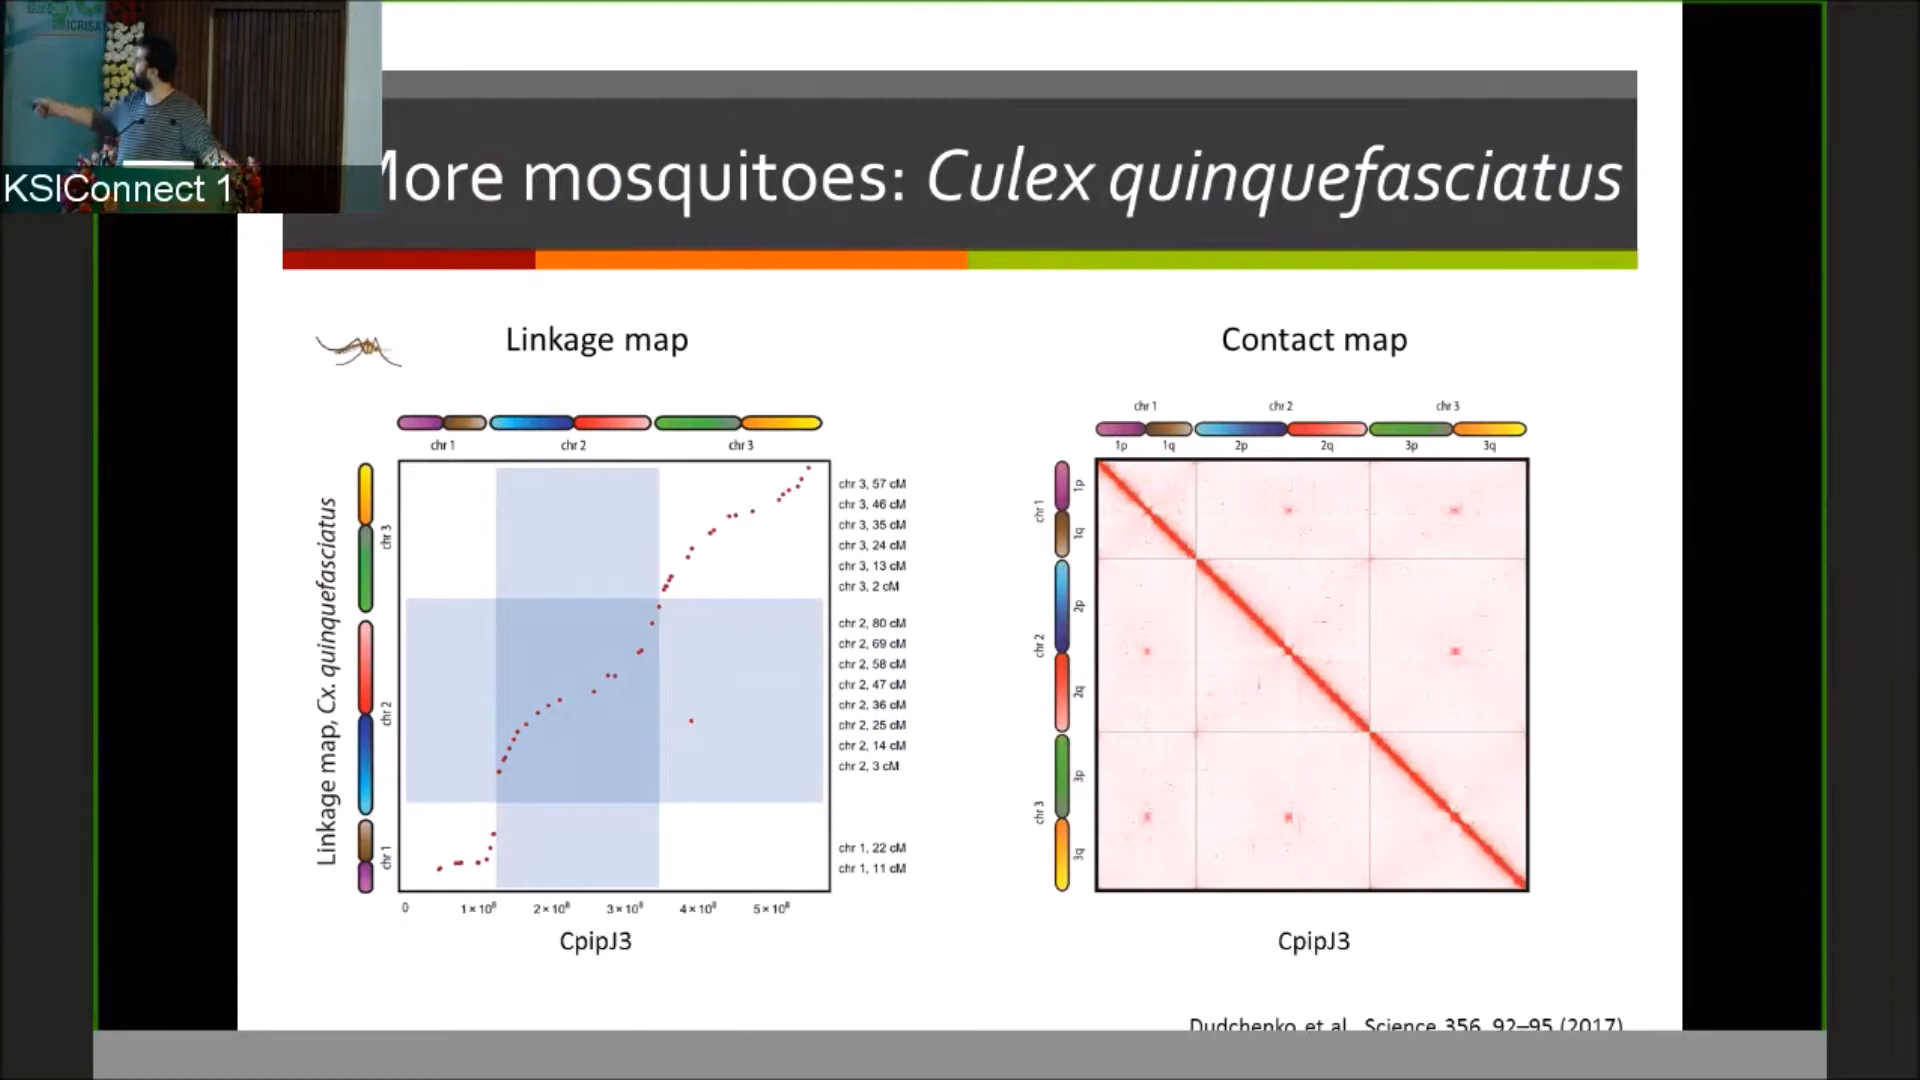 ICRISAT
KSIConnect 1
More mosquitoes: Culex quinquefasciatus
Linkage map
Contact map
chr 1
chr 2
chr 3
Linkage map, Cx. quinquefasciatus
chr 3
chr 2
chr 1
chr 3, 57 cM
chr 3, 46 cM
chr 3, 35 cM
chr 3, 24 cM
chr 3, 13 cM
chr 3, 2 cM
chr 2, 80 cM
chr 2, 69 cM
chr 2, 58 cM
chr 2, 47 cM
chr 2, 36 cM
chr 2, 25 cM
chr 2, 14 cM
chr 2, 3 cM
chr 1, 22 cM
chr 1, 11 cM
0 1×10⁸ 2×10⁸ 3×10⁸ 4×10⁸ 5×10⁸
CpipJ3
chr 1 chr 2 chr 3
1p 1q 2p 2q 3p 3q
chr 1
1p
1q
chr 2
2p
2q
chr 3
3p
3q
CpipJ3
Dudchenko et al., Science 356, 92–95 (2017)